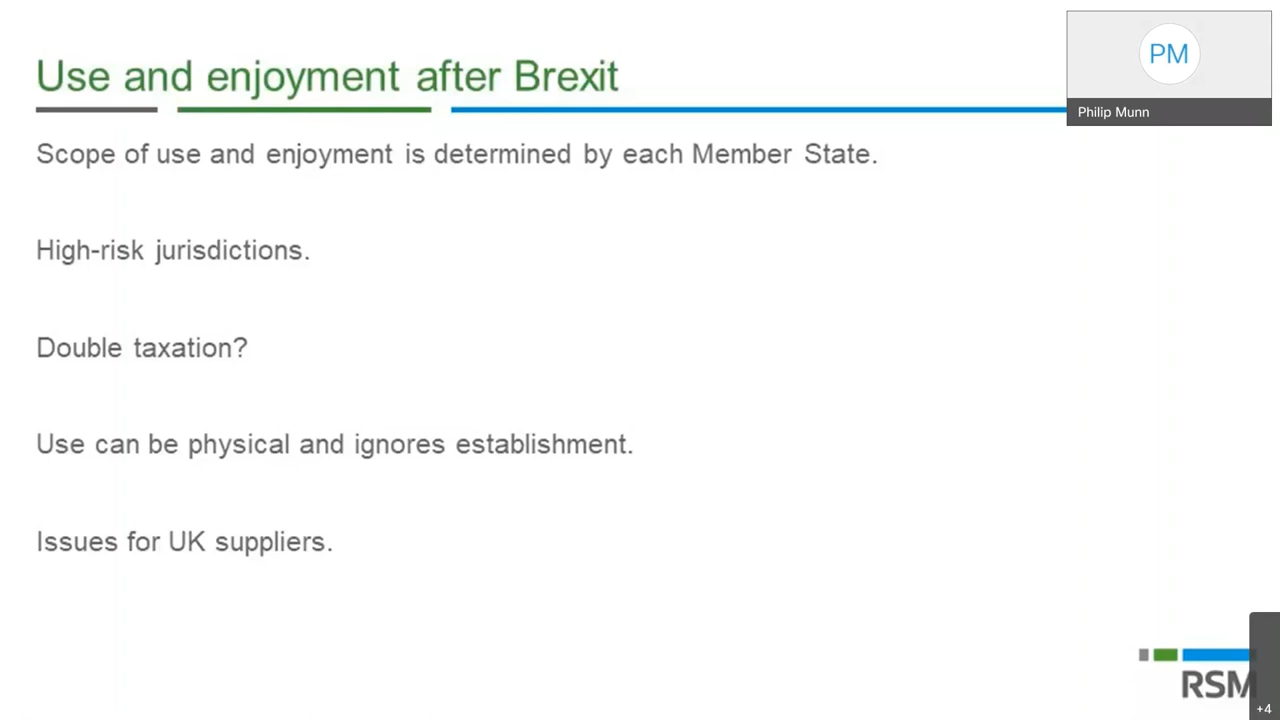 Use and enjoyment after Brexit
PM
Philip Munn
Scope of use and enjoyment is determined by each Member State.
High-risk jurisdictions.
Double taxation?
Use can be physical and ignores establishment.
Issues for UK suppliers.
RSM
+4